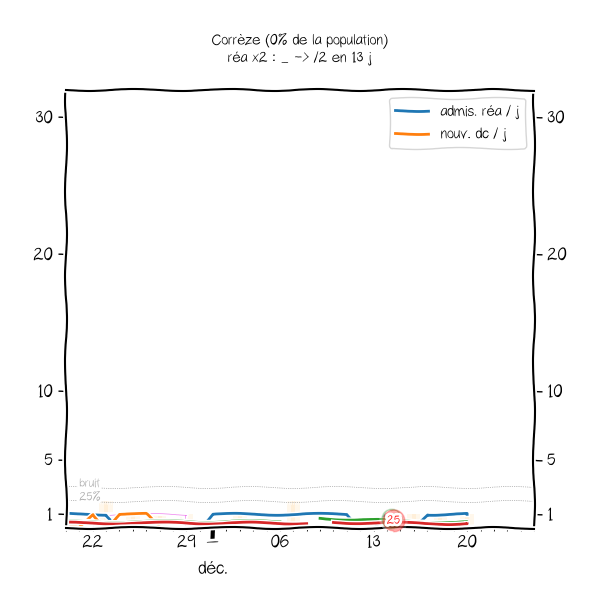 Corrèze (0% de la population)
réa x2 : _ -> /2 en 13 j
admis. réa / j
nouv. dc / j
30
30
20
20
10
10
5
5
bruit
25%
1
1
25
22
29
06
13
20
déc.